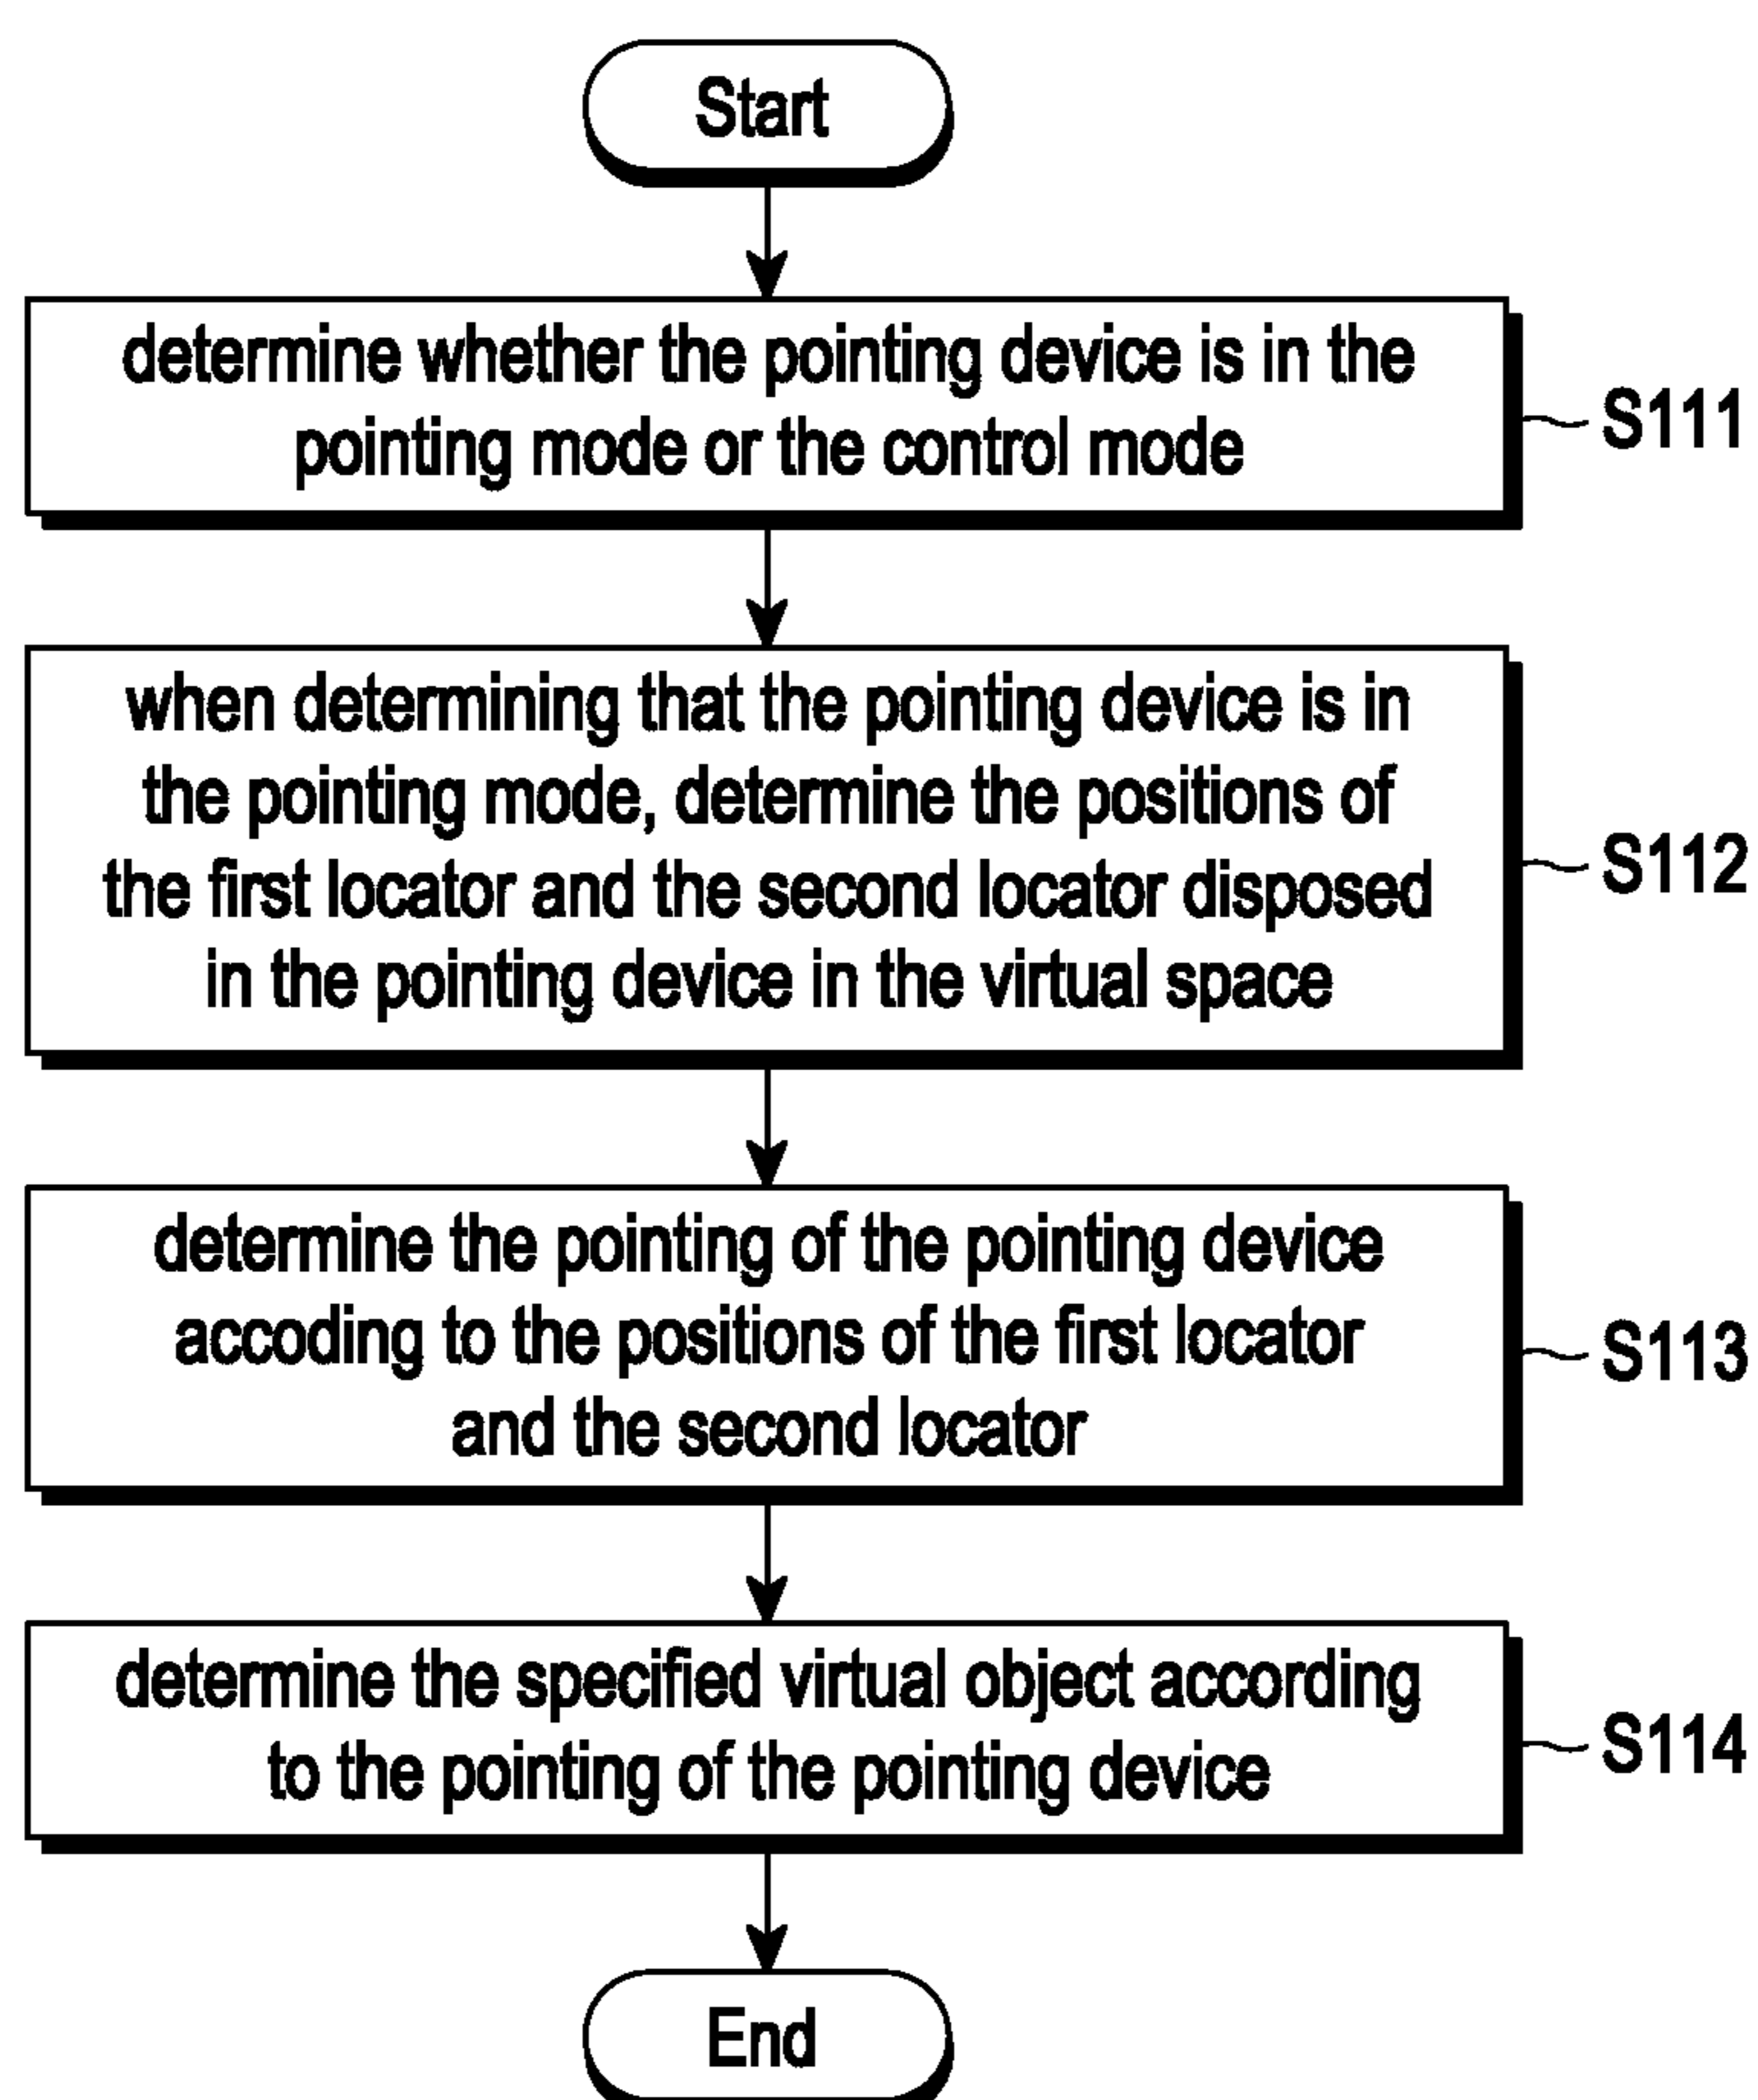 Start
determine whether the pointing device is in the
pointing mode or the control mode
S111
when determining that the pointing device is in
the pointing mode, determine the positions of
the first locator and the second locator disposed
in the pointing device in the virtual space
S112
determine the pointing of the pointing device
accoding to the positions of the first locator
and the second locator
S113
determine the specified virtual object according
to the pointing of the pointing device
S114
End